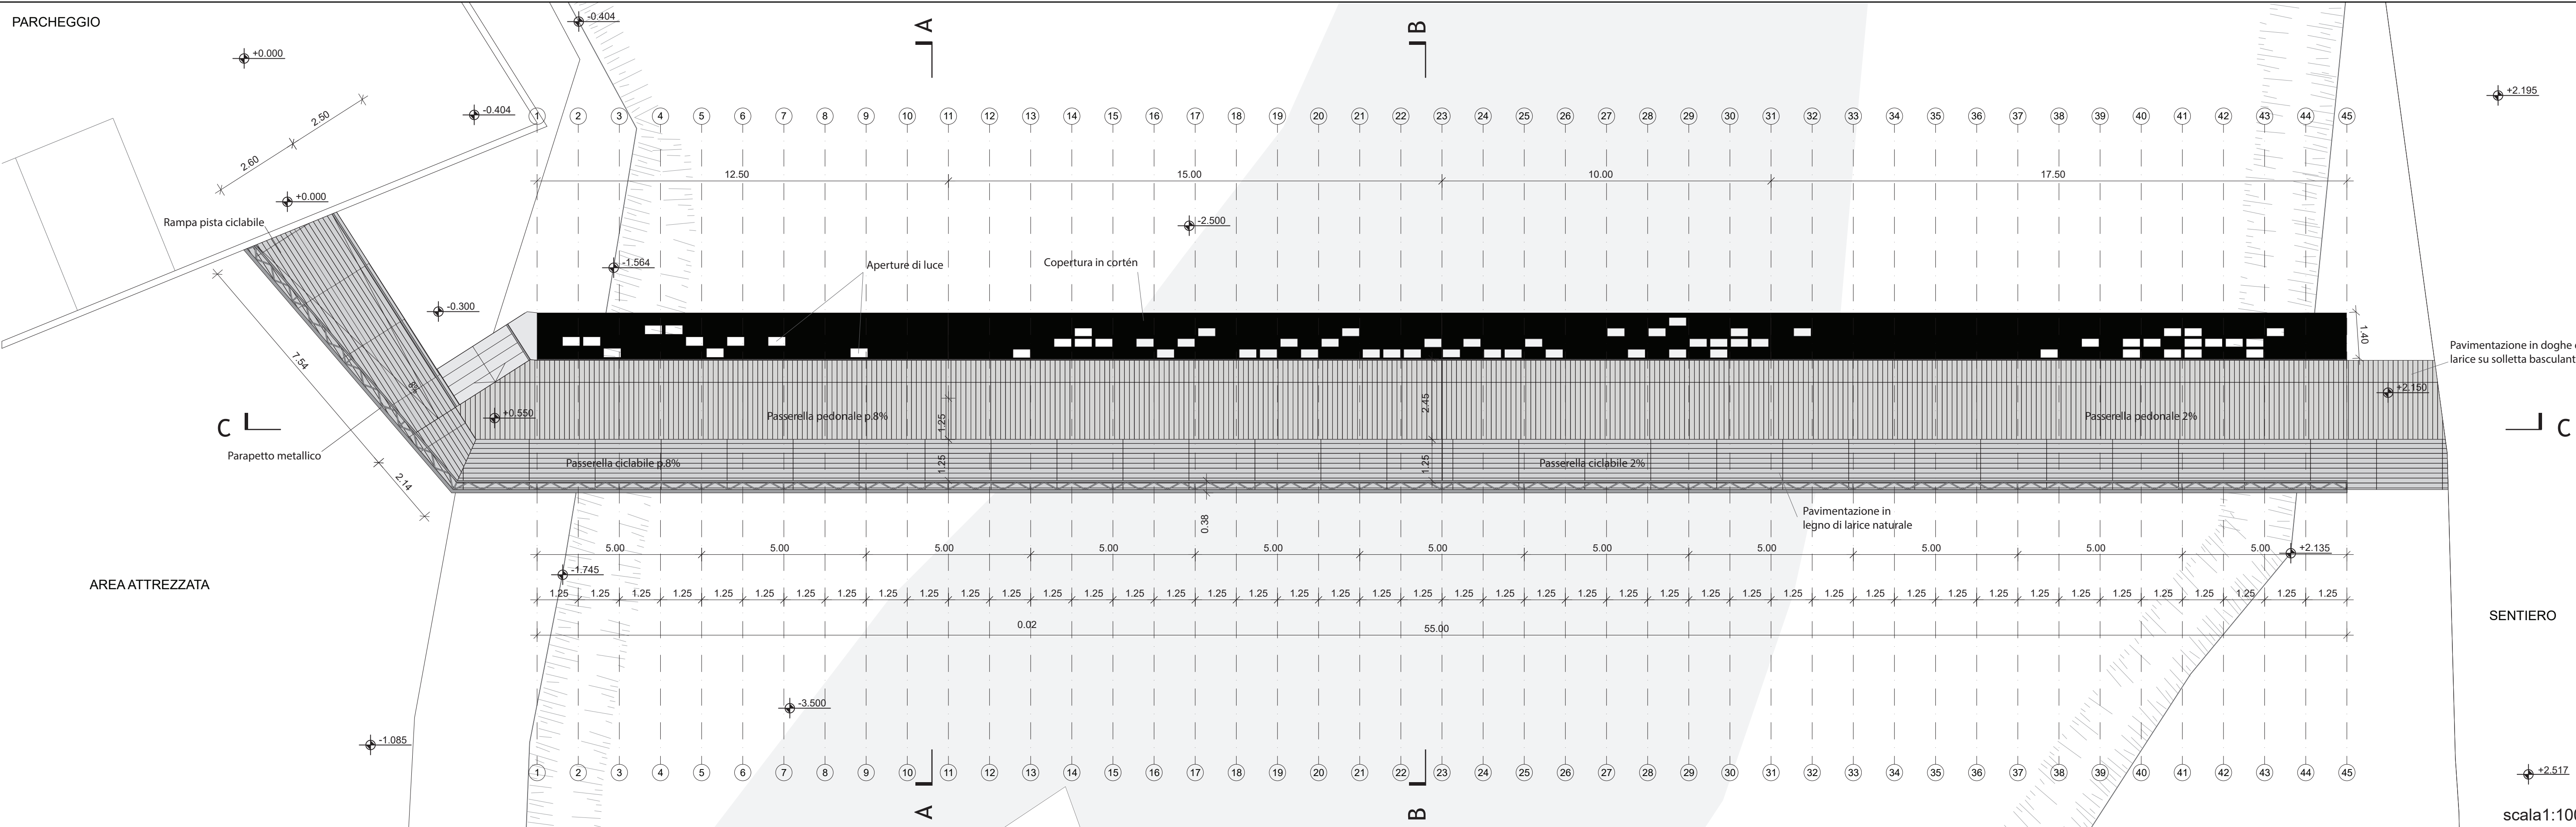 PARCHEGGIO
-0.404
A
B
+0.000
+2.195
-0.404
2.50
2.60
1 2 3 4 5 6 7 8 9 10 11 12 13 14 15 16 17 18 19 20 21 22 23 24 25 26 27 28 29 30 31 32 33 34 35 36 37 38 39 40 41 42 43 44 45
12.50 15.00 10.00 17.50
+0.000
Rampa pista ciclabile
-2.500
-1.564
Aperture di luce
Copertura in cortén
-0.300
1.40
7.54
8%
Pavimentazione in doghe
larice su soletta basculant
+2.150
+0.550
Passerella pedonale p.8%
1.25
2.45
Passerella pedonale 2%
C
C
Parapetto metallico
Passerella ciclabile p.8%
1.25
1.25
Passerella ciclabile 2%
2.14
0.38
Pavimentazione in
legno di larice naturale
5.00 5.00 5.00 5.00 5.00 5.00 5.00 5.00 5.00 5.00 5.00
+2.135
-1.745
AREA ATTREZZATA
1.25 1.25 1.25 1.25 1.25 1.25 1.25 1.25 1.25 1.25 1.25 1.25 1.25 1.25 1.25 1.25 1.25 1.25 1.25 1.25 1.25 1.25 1.25 1.25 1.25 1.25 1.25 1.25 1.25 1.25 1.25 1.25 1.25 1.25 1.25 1.25 1.25 1.25 1.25 1.25 1.25 1.25 1.25 1.25
SENTIERO
0.02
55.00
-3.500
-1.085
1 2 3 4 5 6 7 8 9 10 11 12 13 14 15 16 17 18 19 20 21 22 23 24 25 26 27 28 29 30 31 32 33 34 35 36 37 38 39 40 41 42 43 44 45
+2.517
A
B
scala1:10